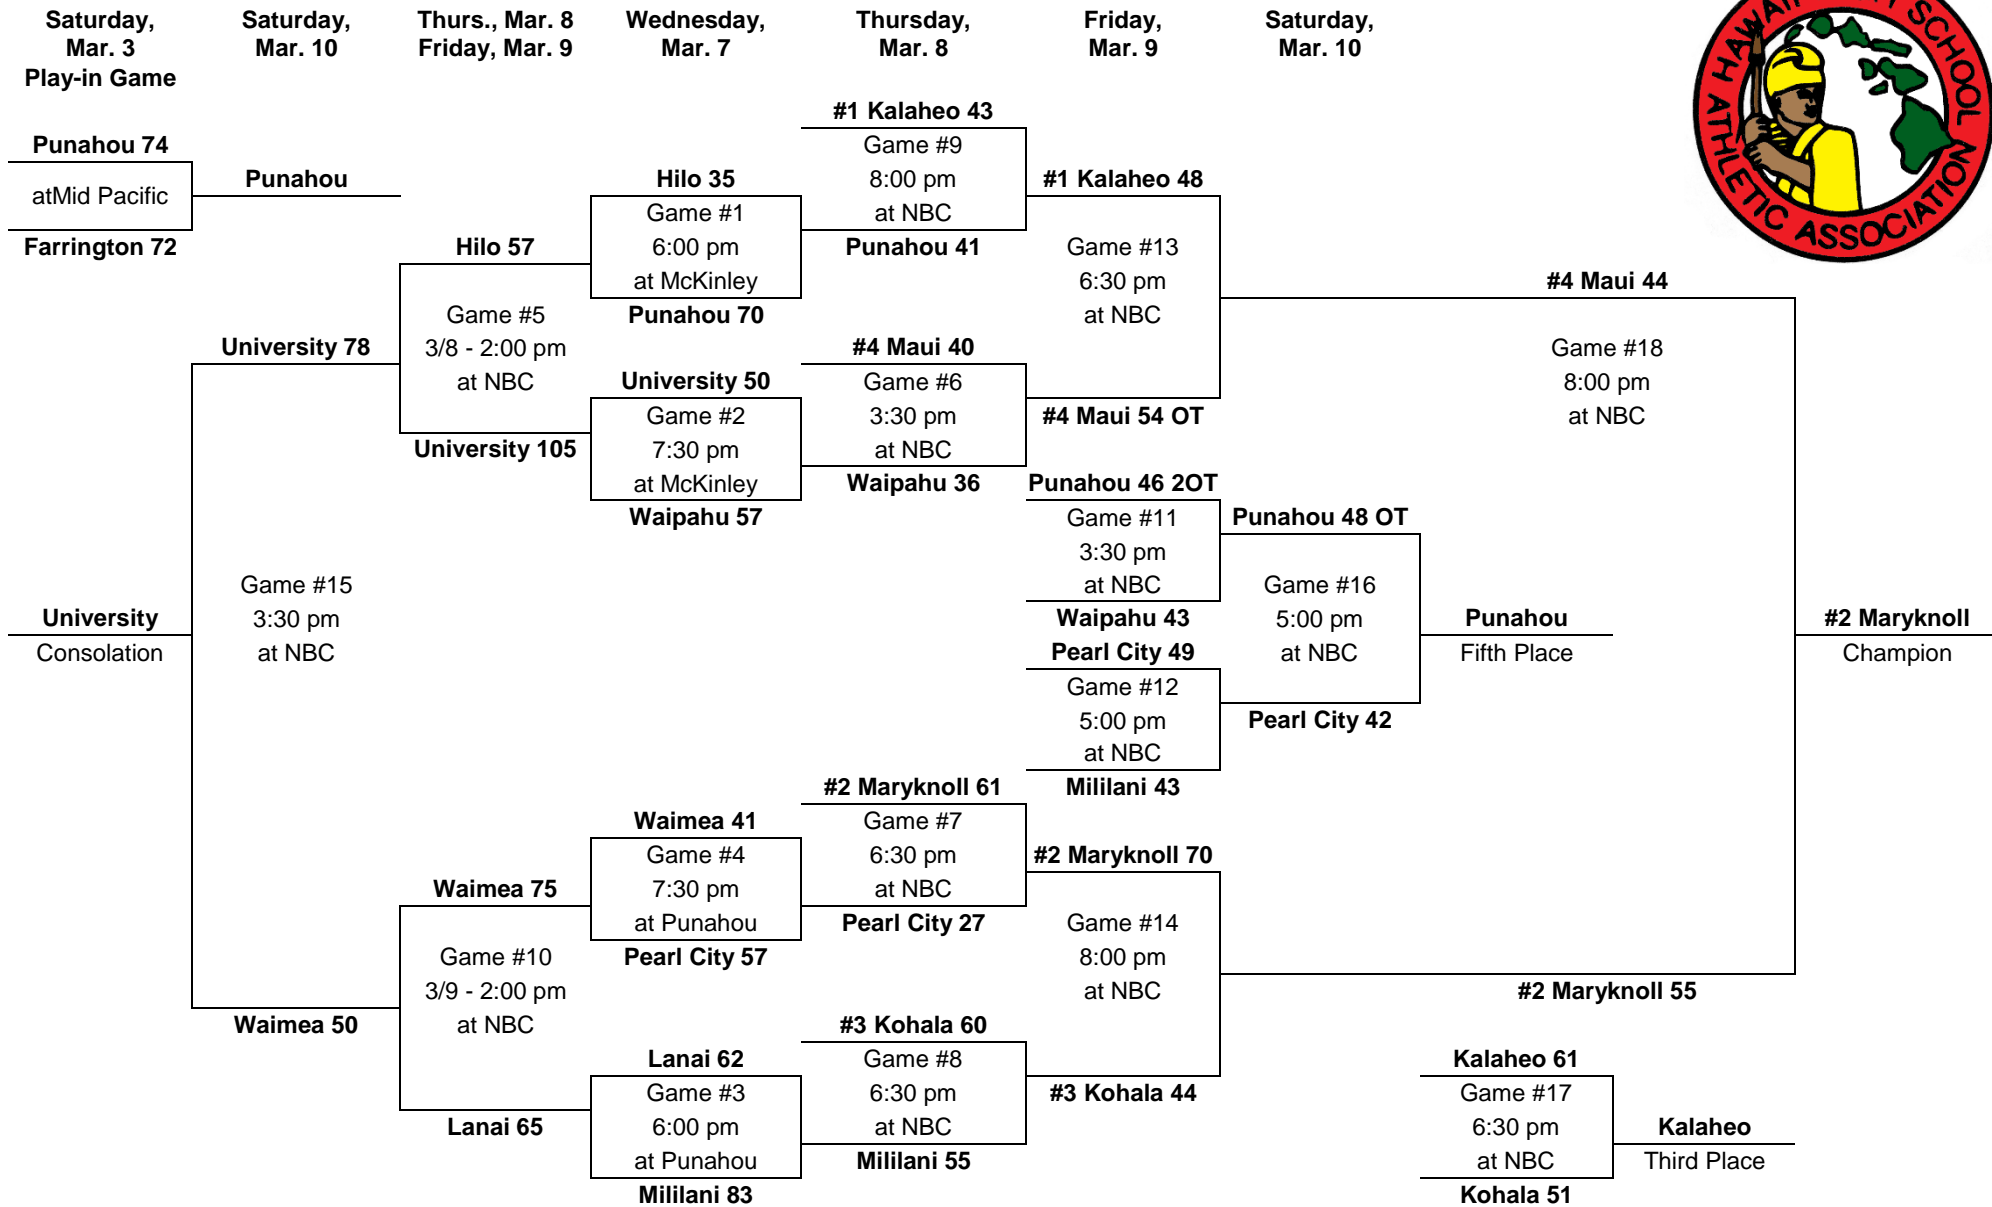 Saturday,
Mar. 3
Play-in Game
Saturday,
Mar. 10
Thurs., Mar. 8
Friday, Mar. 9
Wednesday,
Mar. 7
Thursday,
Mar. 8
Friday,
Mar. 9
Saturday,
Mar. 10
SCHOOL
ATHLETIC ASSOCIATION
Punahou 74
atMid Pacific
Farrington 72
Punahou
University 78
Game #15
3:30 pm
at NBC
University
Consolation
Waimea 50
Hilo 57
Game #5
3/8 - 2:00 pm
at NBC
University 105
Waimea 75
Game #10
3/9 - 2:00 pm
at NBC
Lanai 65
Hilo 35
Game #1
6:00 pm
at McKinley
Punahou 70
University 50
Game #2
7:30 pm
at McKinley
Waipahu 57
Waimea 41
Game #4
7:30 pm
at Punahou
Pearl City 57
Lanai 62
Game #3
6:00 pm
at Punahou
Mililani 83
#1 Kalaheo 43
Game #9
8:00 pm
at NBC
Punahou 41
#4 Maui 40
Game #6
3:30 pm
at NBC
Waipahu 36
#2 Maryknoll 61
Game #7
6:30 pm
at NBC
Pearl City 27
#3 Kohala 60
Game #8
6:30 pm
at NBC
Mililani 55
#1 Kalaheo 48
Game #13
6:30 pm
at NBC
#4 Maui 54 OT
Punahou 46 2OT
Game #11
3:30 pm
at NBC
Waipahu 43
Pearl City 49
Game #12
5:00 pm
at NBC
Mililani 43
#2 Maryknoll 70
Game #14
8:00 pm
at NBC
#3 Kohala 44
Punahou 48 OT
Game #16
5:00 pm
at NBC
Pearl City 42
Punahou
Fifth Place
#4 Maui 44
Game #18
8:00 pm
at NBC
#2 Maryknoll 55
#2 Maryknoll
Champion
Kalaheo 61
Game #17
6:30 pm
at NBC
Kohala 51
Kalaheo
Third Place